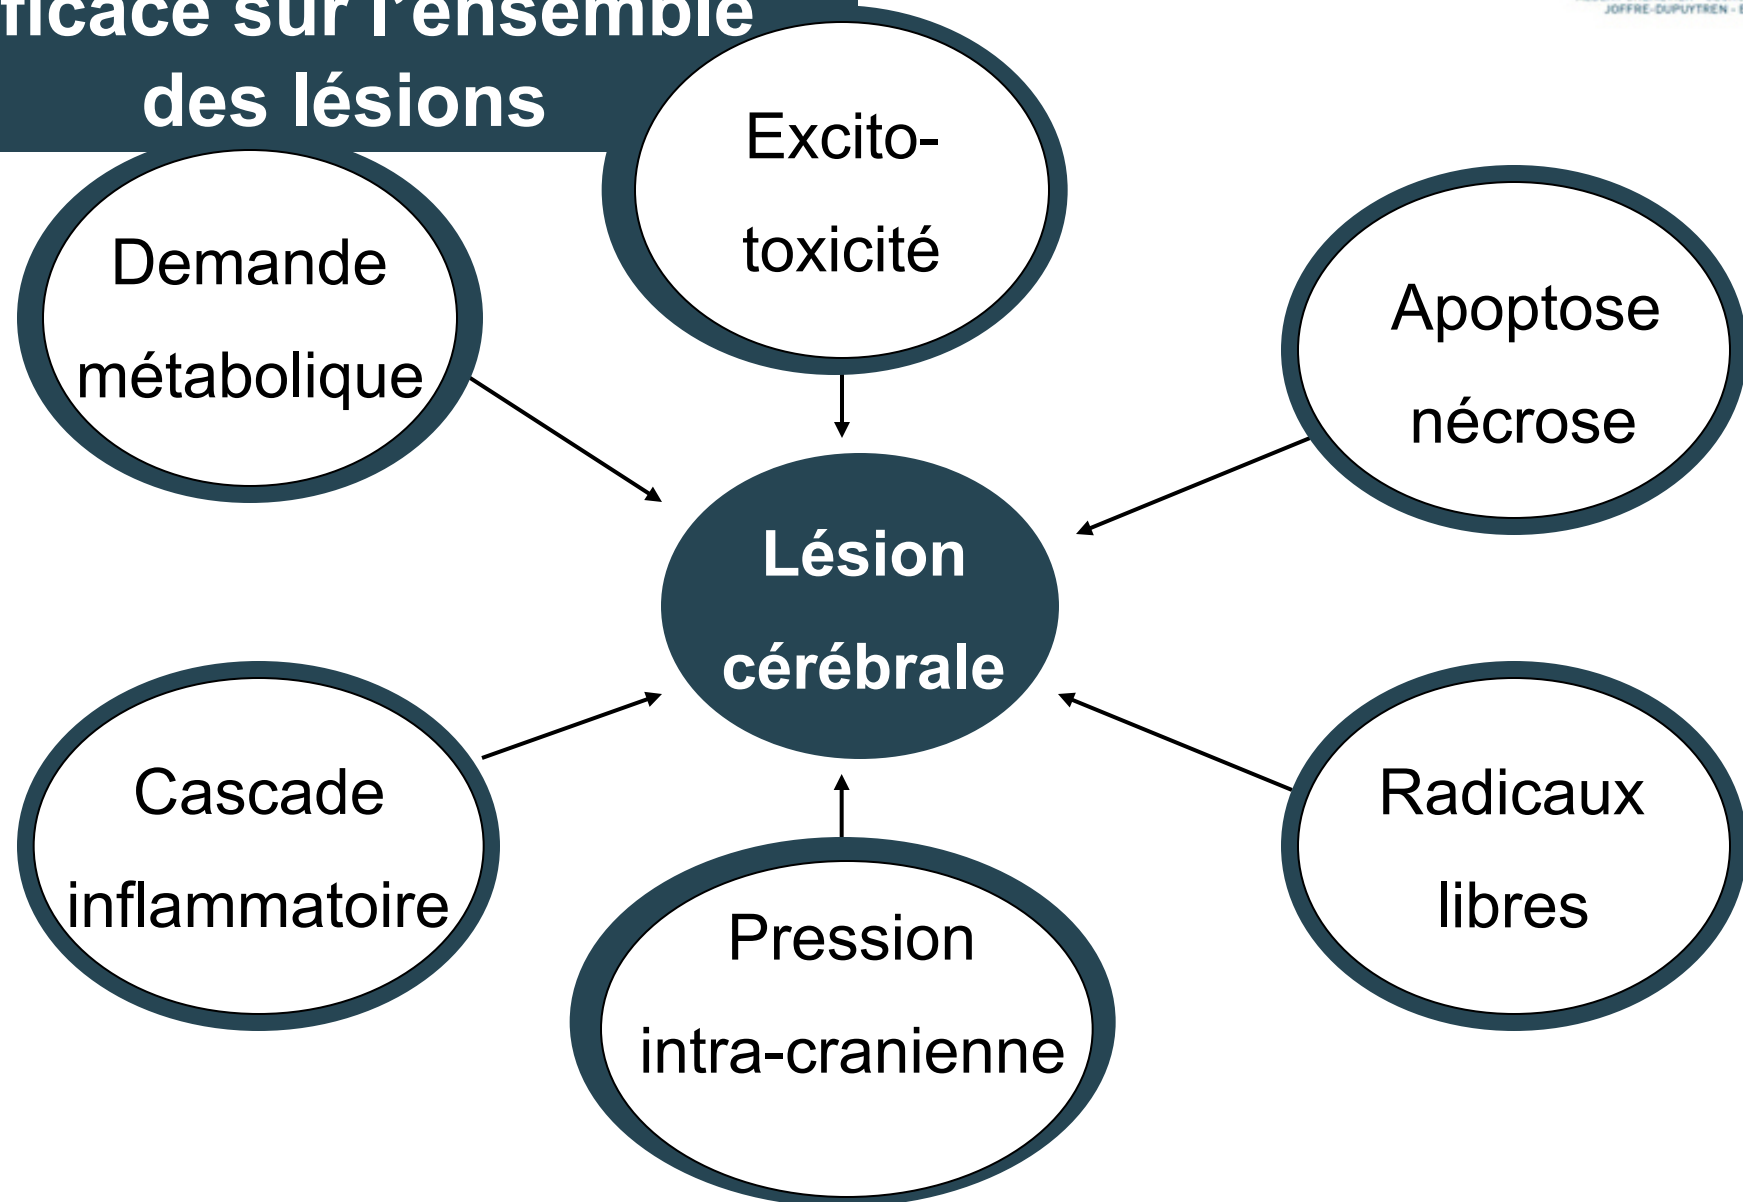 ficace sur l'ensemble
des lésions
JOFFRE-DUPUYTREN -
Excito-
toxicité
Demande
métabolique
Apoptose
nécrose
Lésion
cérébrale
Cascade
inflammatoire
Radicaux
libres
Pression
intra-cranienne